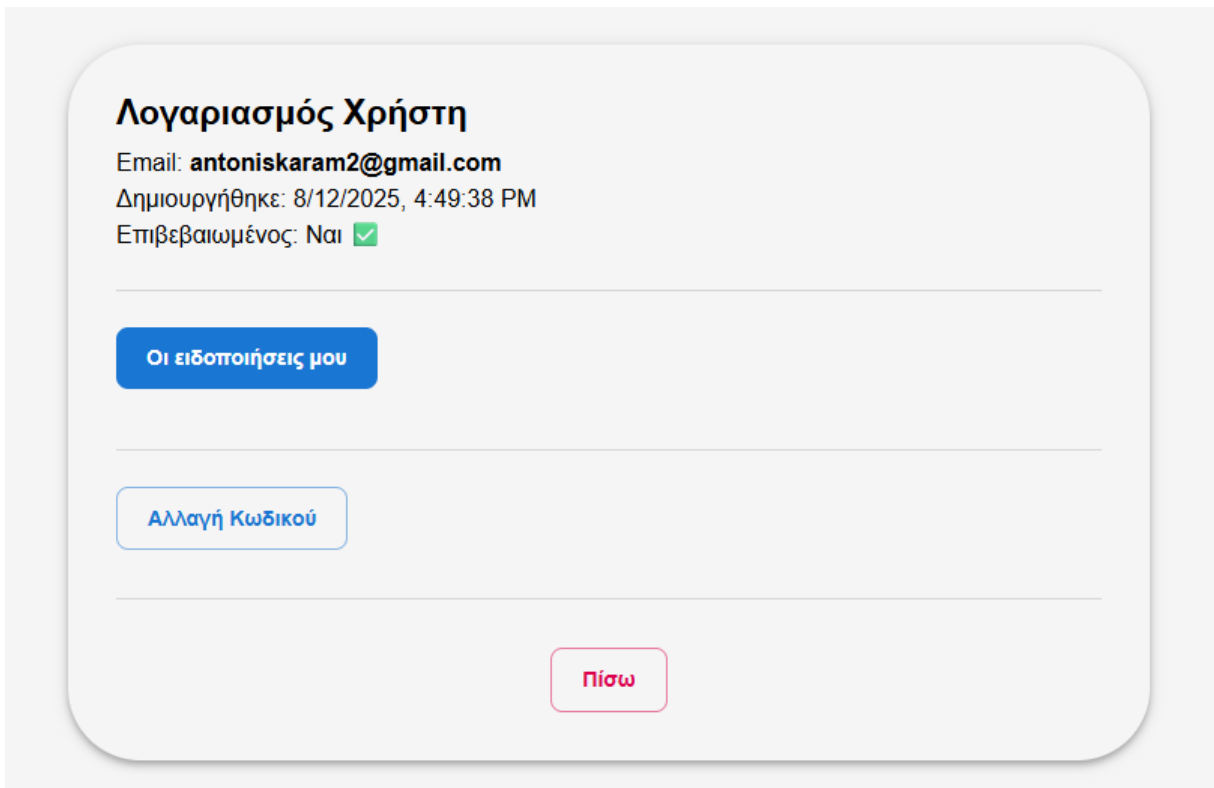 Λογαριασμός Χρήστη
Email: antoniskaram2@gmail.com
Δημιουργήθηκε: 8/12/2025, 4:49:38 PM
Επιβεβαιωμένος: Ναι ✅
Οι ειδοποιήσεις μου
Αλλαγή Κωδικού
Πίσω